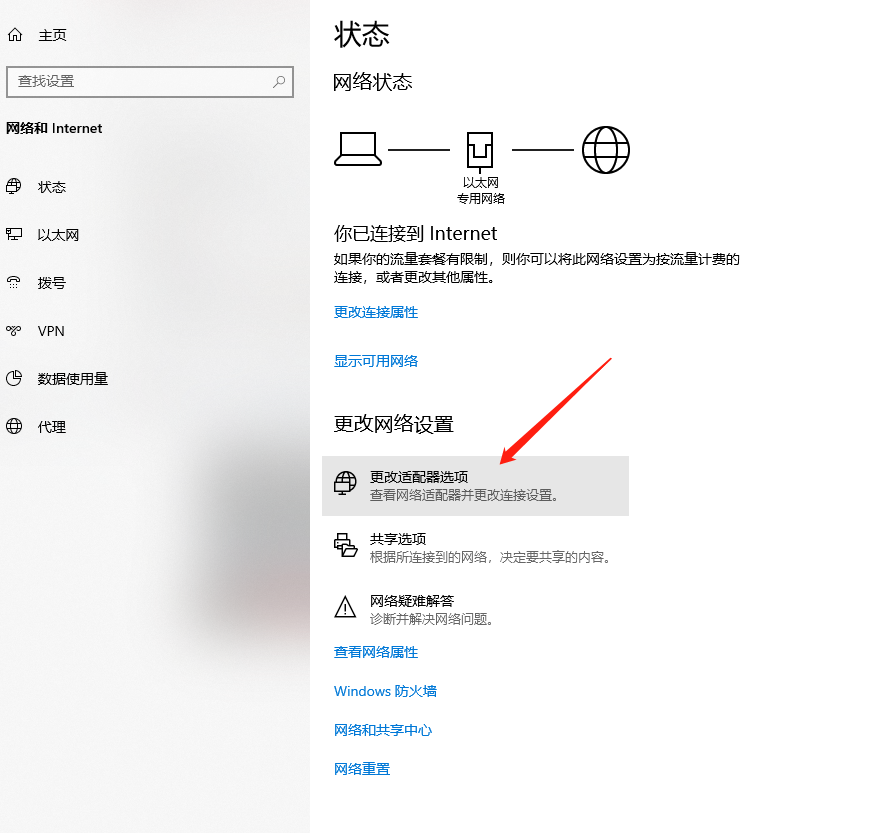 主页
查找设置
网络和 Internet
状态
以太网
拨号
VPN
数据使用量
代理
状态
网络状态
以太网
专用网络
你已连接到 Internet
如果你的流量套餐有限制，则你可以将此网络设置为按流量计费的
连接，或者更改其他属性。
更改连接属性
显示可用网络
更改网络设置
更改适配器选项
查看网络适配器并更改连接设置。
共享选项
根据所连接到的网络，决定要共享的内容。
网络疑难解答
诊断并解决网络问题。
查看网络属性
Windows 防火墙
网络和共享中心
网络重置